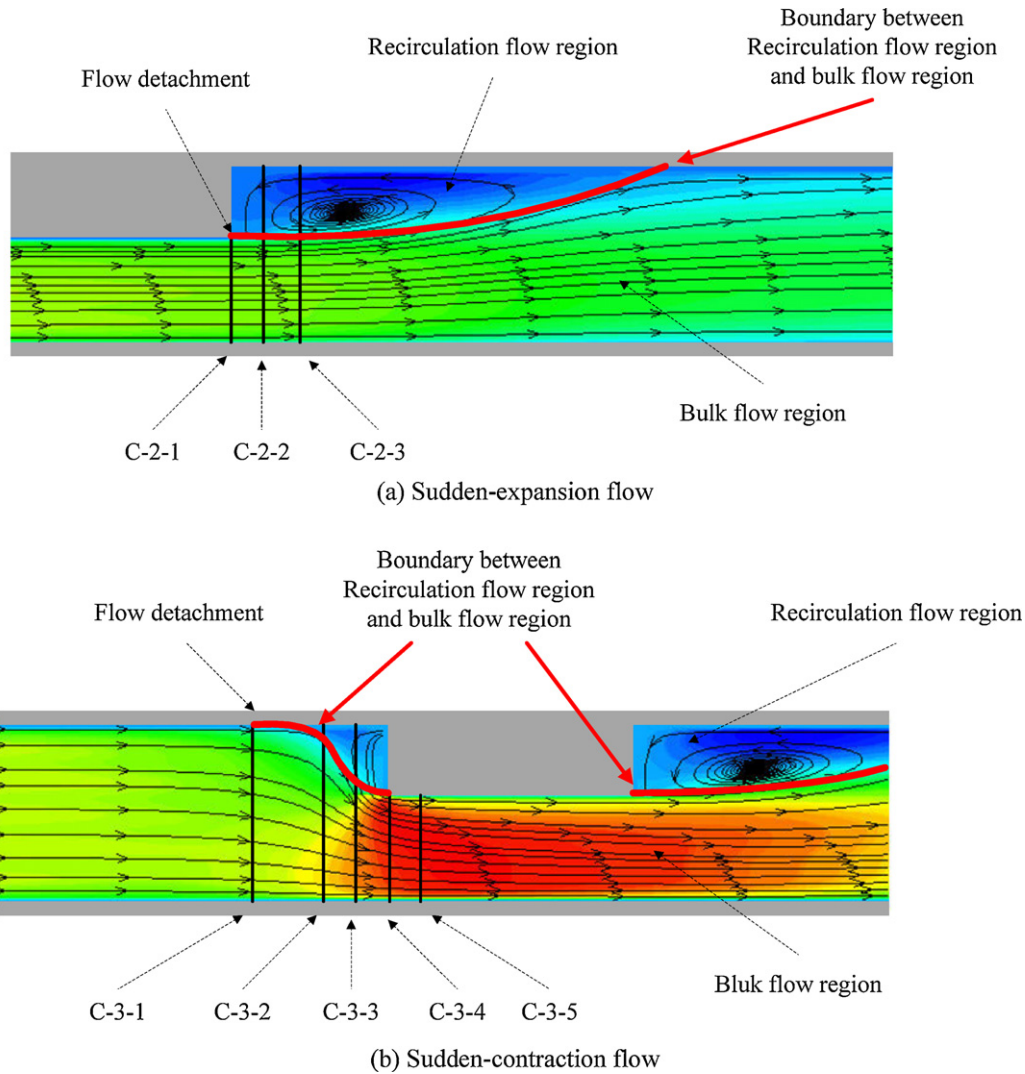 Boundary between
Recirculation flow region
and bulk flow region
Recirculation flow region
Flow detachment
Bulk flow region
C-2-1
C-2-2
C-2-3
(a) Sudden-expansion flow
Boundary between
Recirculation flow region
and bulk flow region
Flow detachment
Recirculation flow region
Bluk flow region
C-3-1
C-3-2
C-3-3
C-3-4
C-3-5
(b) Sudden-contraction flow